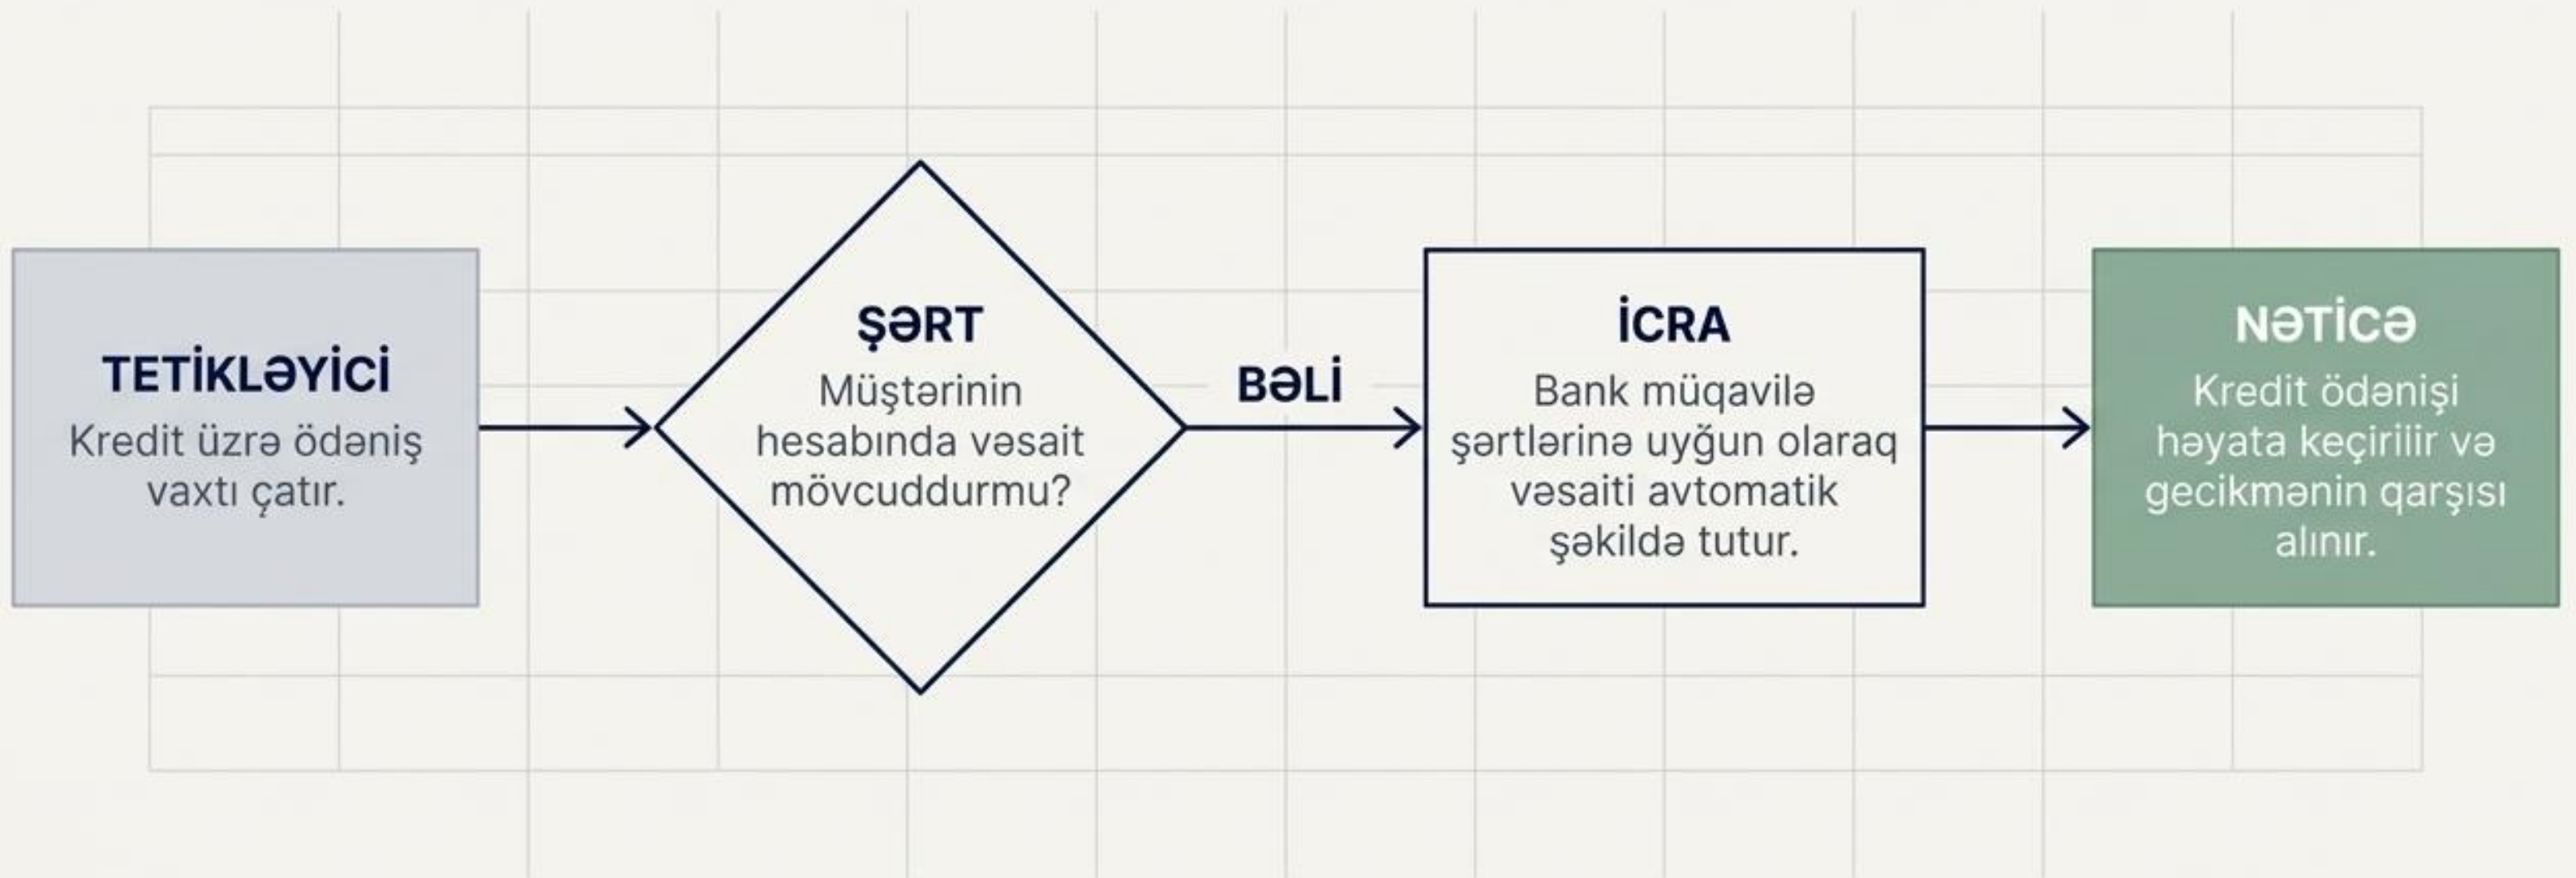 TETİKLƏYİCİ
Kredit üzrə ödəniş
vaxtı çatır.
ŞƏRT
Müştərinin
hesabında vəsait
mövcuddurmu?
BƏLİ
İCRA
Bank müqavilə
şərtlərinə uyğun olaraq
vəsaiti avtomatik
şəkildə tutur.
NƏTİCƏ
Kredit ödənişi
həyata keçirilir və
gecikmənin qarşısı
alınır.